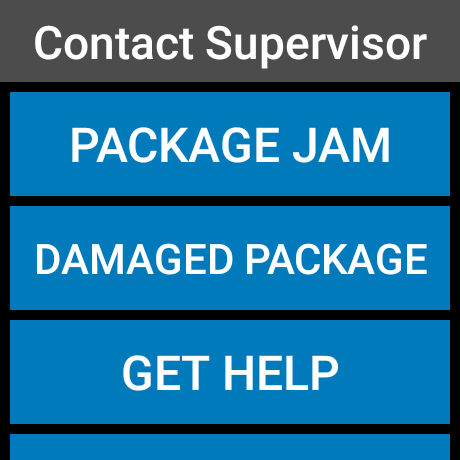 Contact Supervisor
PACKAGE JAM
DAMAGED PACKAGE
GET HELP